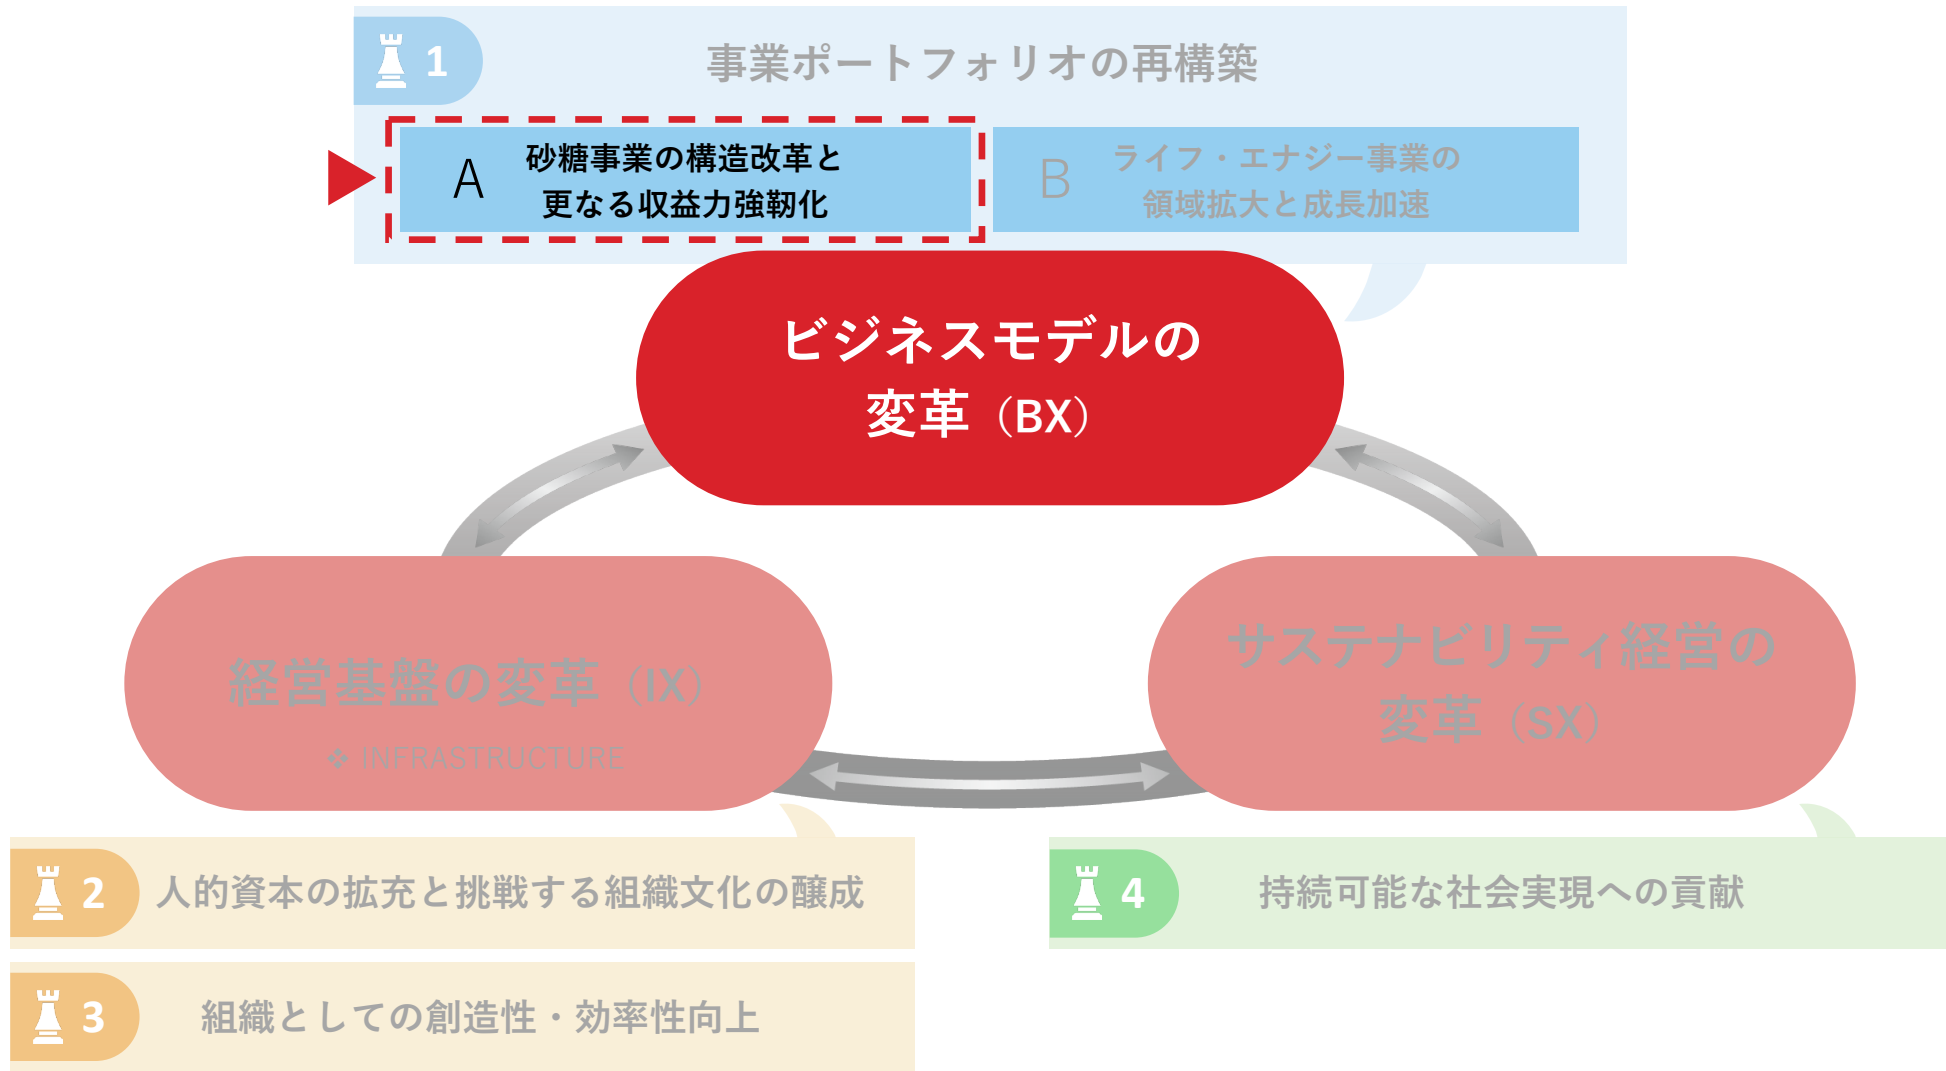 1
事業ポートフォリオの再構築
A
砂糖事業の構造改革と
更なる収益力強靭化
B
ライフ・エナジー事業の
領域拡大と成長加速
ビジネスモデルの
変革（BX）
経営基盤の変革（IX）
❖ INFRASTRUCTURE
サステナビリティ経営の
変革（SX）
2
人的資本の拡充と挑戦する組織文化の醸成
3
組織としての創造性・効率性向上
4
持続可能な社会実現への貢献